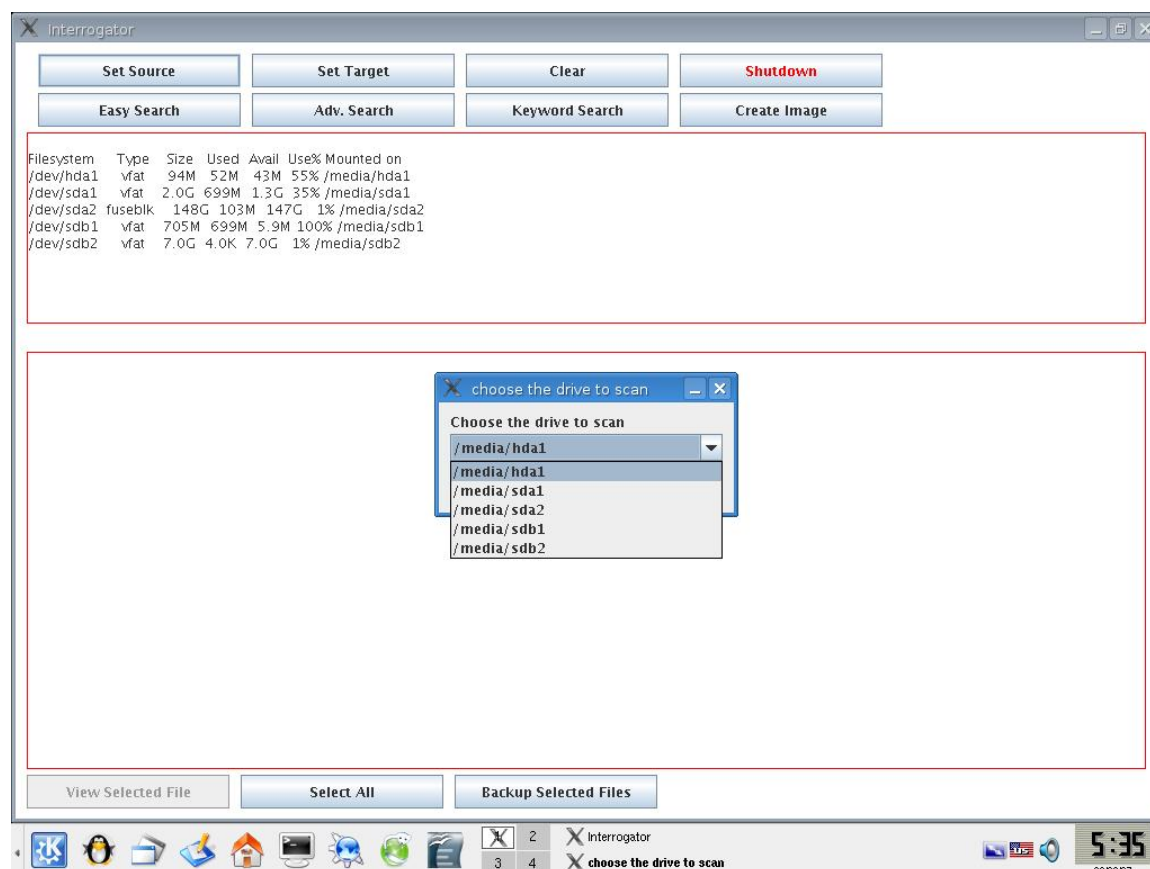 Interrogator
Set Source Set Target Clear Shutdown
Easy Search Adv. Search Keyword Search Create Image
Filesystem Type Size Used Avail Use% Mounted on
/dev/hda1 vfat 94M 52M 43M 55% /media/hda1
/dev/sda1 vfat 2.0G 699M 1.3G 35% /media/sda1
/dev/sda2 fuseblk 148G 103M 147G 1% /media/sda2
/dev/sdb1 vfat 705M 699M 5.9M 100% /media/sdb1
/dev/sdb2 vfat 7.0G 4.0K 7.0G 1% /media/sdb2
choose the drive to scan
Choose the drive to scan
/media/hda1
/media/hda1
/media/sda1
/media/sda2
/media/sdb1
/media/sdb2
View Selected File Select All Backup Selected Files
2 Interrogator
3 4 choose the drive to scan
US 5:35